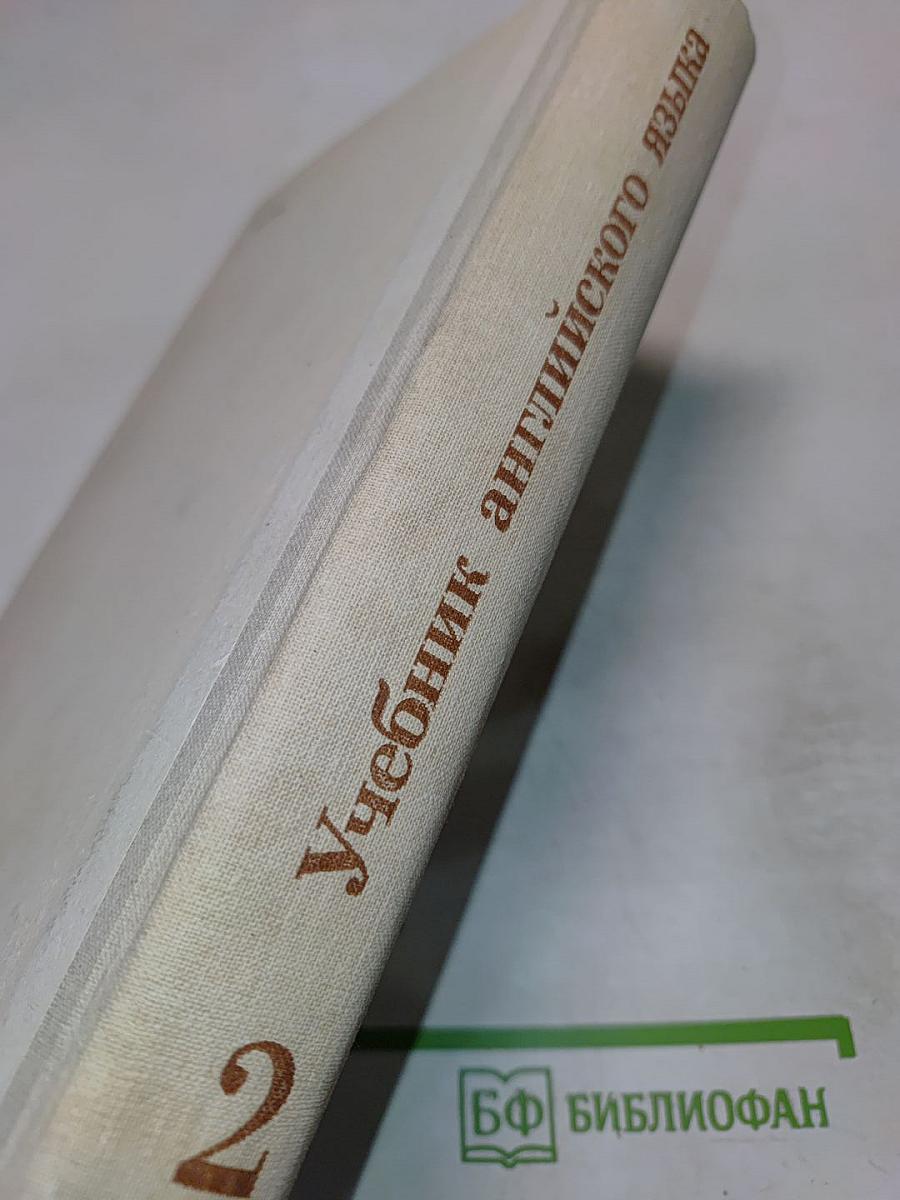 Учебник английского языка
2
БФ БИБЛИОФАН